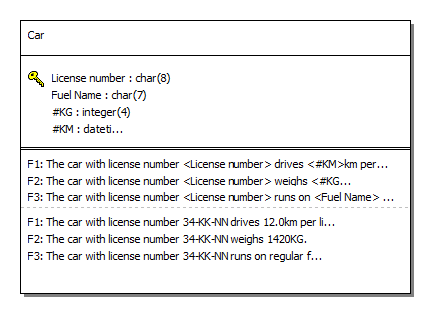 Car
License number : char(8)
Fuel Name : char(7)
#KG : integer(4)
#KM : dateti...
F1: The car with license number <License number> drives <#KM>km per...
F2: The car with license number <License number> weighs <#KG...
F3: The car with license number <License number> runs on <Fuel Name> ...
F1: The car with license number 34-KK-NN drives 12.0km per li...
F2: The car with license number 34-KK-NN weighs 1420KG.
F3: The car with license number 34-KK-NN runs on regular f...